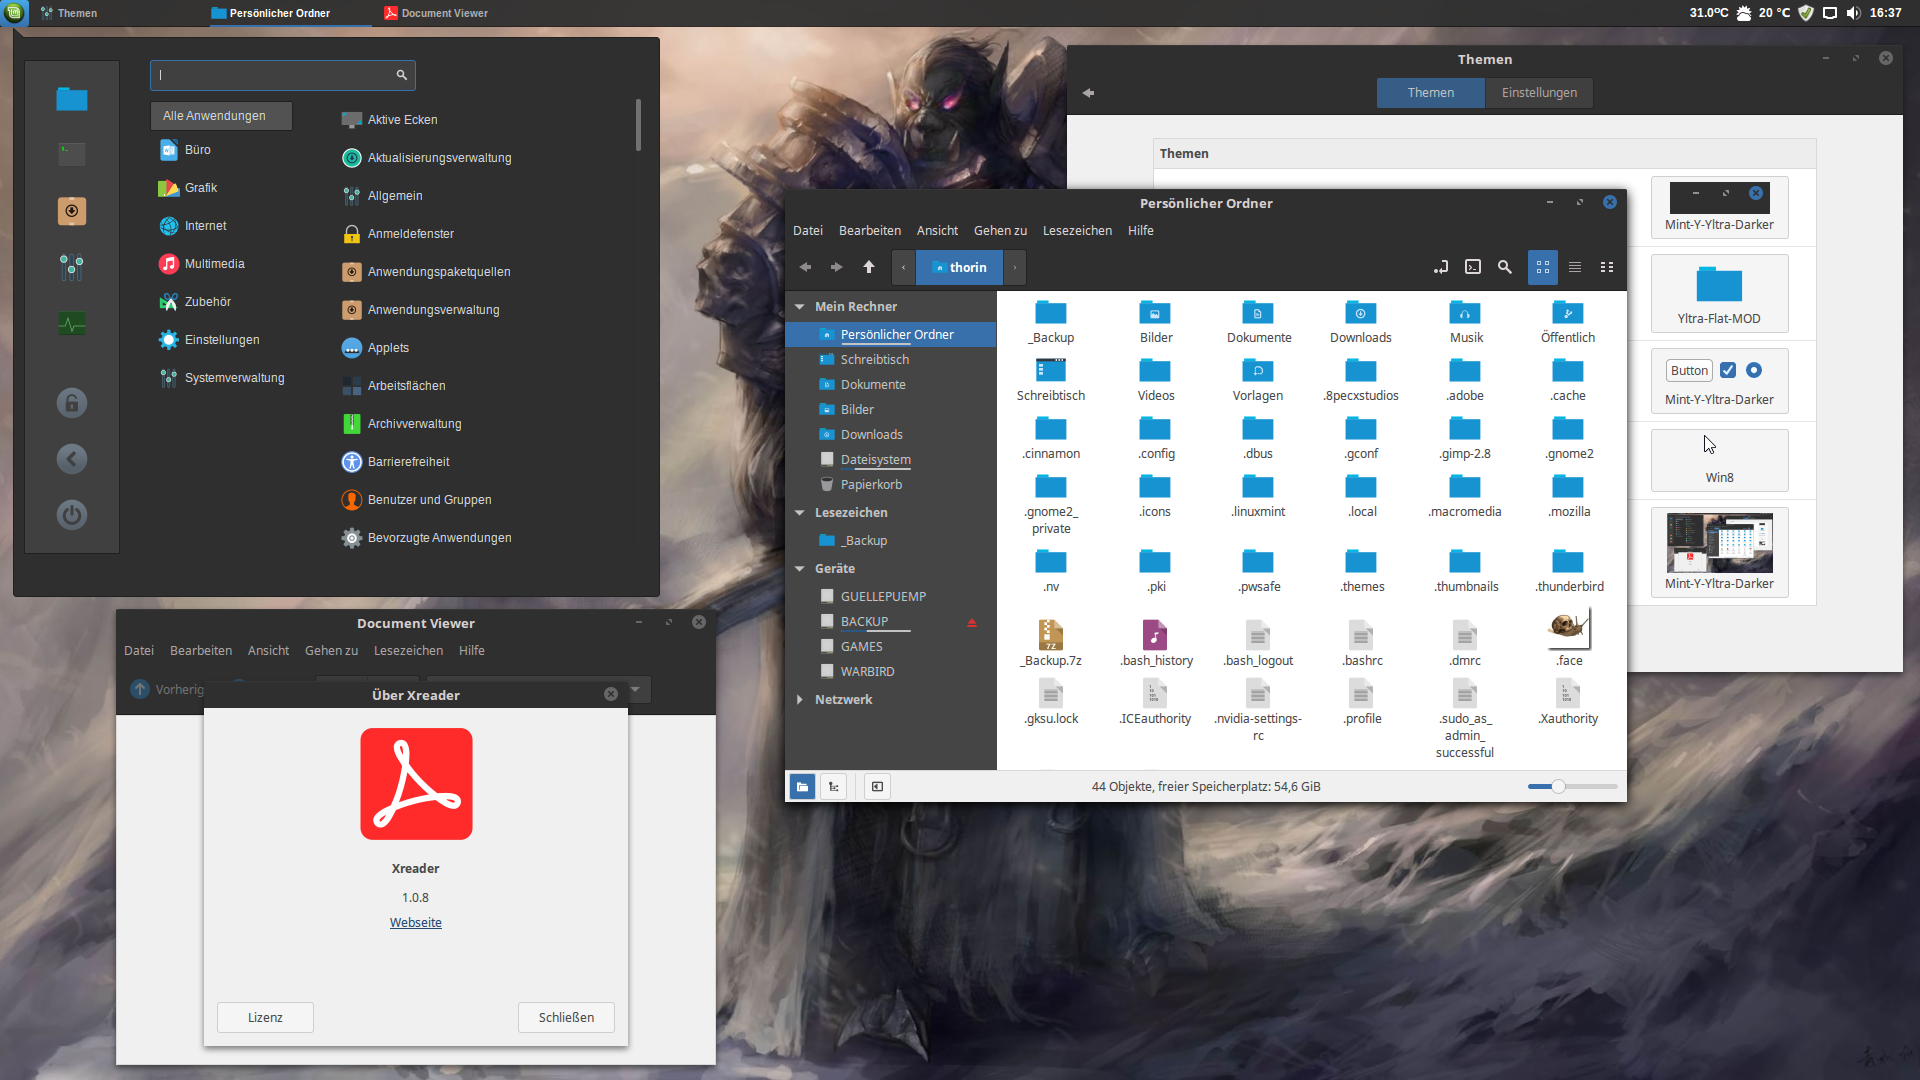 Themen
Persönlicher Ordner
Document Viewer
31.0ºC
20 °C
16:37
Alle Anwendungen
Büro
Grafik
Internet
Multimedia
Zubehör
Einstellungen
Systemverwaltung
Aktive Ecken
Aktualisierungsverwaltung
Allgemein
Anmeldefenster
Anwendungspaketquellen
Anwendungsverwaltung
Applets
Arbeitsflächen
Archivverwaltung
Barrierefreiheit
Benutzer und Gruppen
Bevorzugte Anwendungen
Themen
Themen
Einstellungen
Themen
Mint-Y-Yltra-Darker
Yltra-Flat-MOD
Button
Mint-Y-Yltra-Darker
Win8
Mint-Y-Yltra-Darker
Persönlicher Ordner
Datei Bearbeiten Ansicht Gehen zu Lesezeichen Hilfe
thorin
Mein Rechner
Persönlicher Ordner
Schreibtisch
Dokumente
Bilder
Downloads
Dateisystem
Papierkorb
Lesezeichen
_Backup
Geräte
GUELLEPUEMP
BACKUP
GAMES
WARBIRD
Netzwerk
_Backup Bilder Dokumente Downloads Musik Öffentlich
Schreibtisch Videos Vorlagen .8pecxstudios .adobe .cache
.cinnamon .config .dbus .gconf .gimp-2.8 .gnome2
.gnome2_
private
.icons .linuxmint .local .macromedia .mozilla
.nv .pki .pwsafe .themes .thumbnails .thunderbird
7Z
_Backup.7z .bash_history .bash_logout .bashrc .dmrc .face
.gksu.lock .ICEauthority .nvidia-settings-
rc
.profile .sudo_as_
admin_
successful
.Xauthority
44 Objekte, freier Speicherplatz: 54,6 GiB
Document Viewer
Datei Bearbeiten Ansicht Gehen zu Lesezeichen Hilfe
Vorherig
Über Xreader
Xreader
1.0.8
Webseite
Lizenz
Schließen